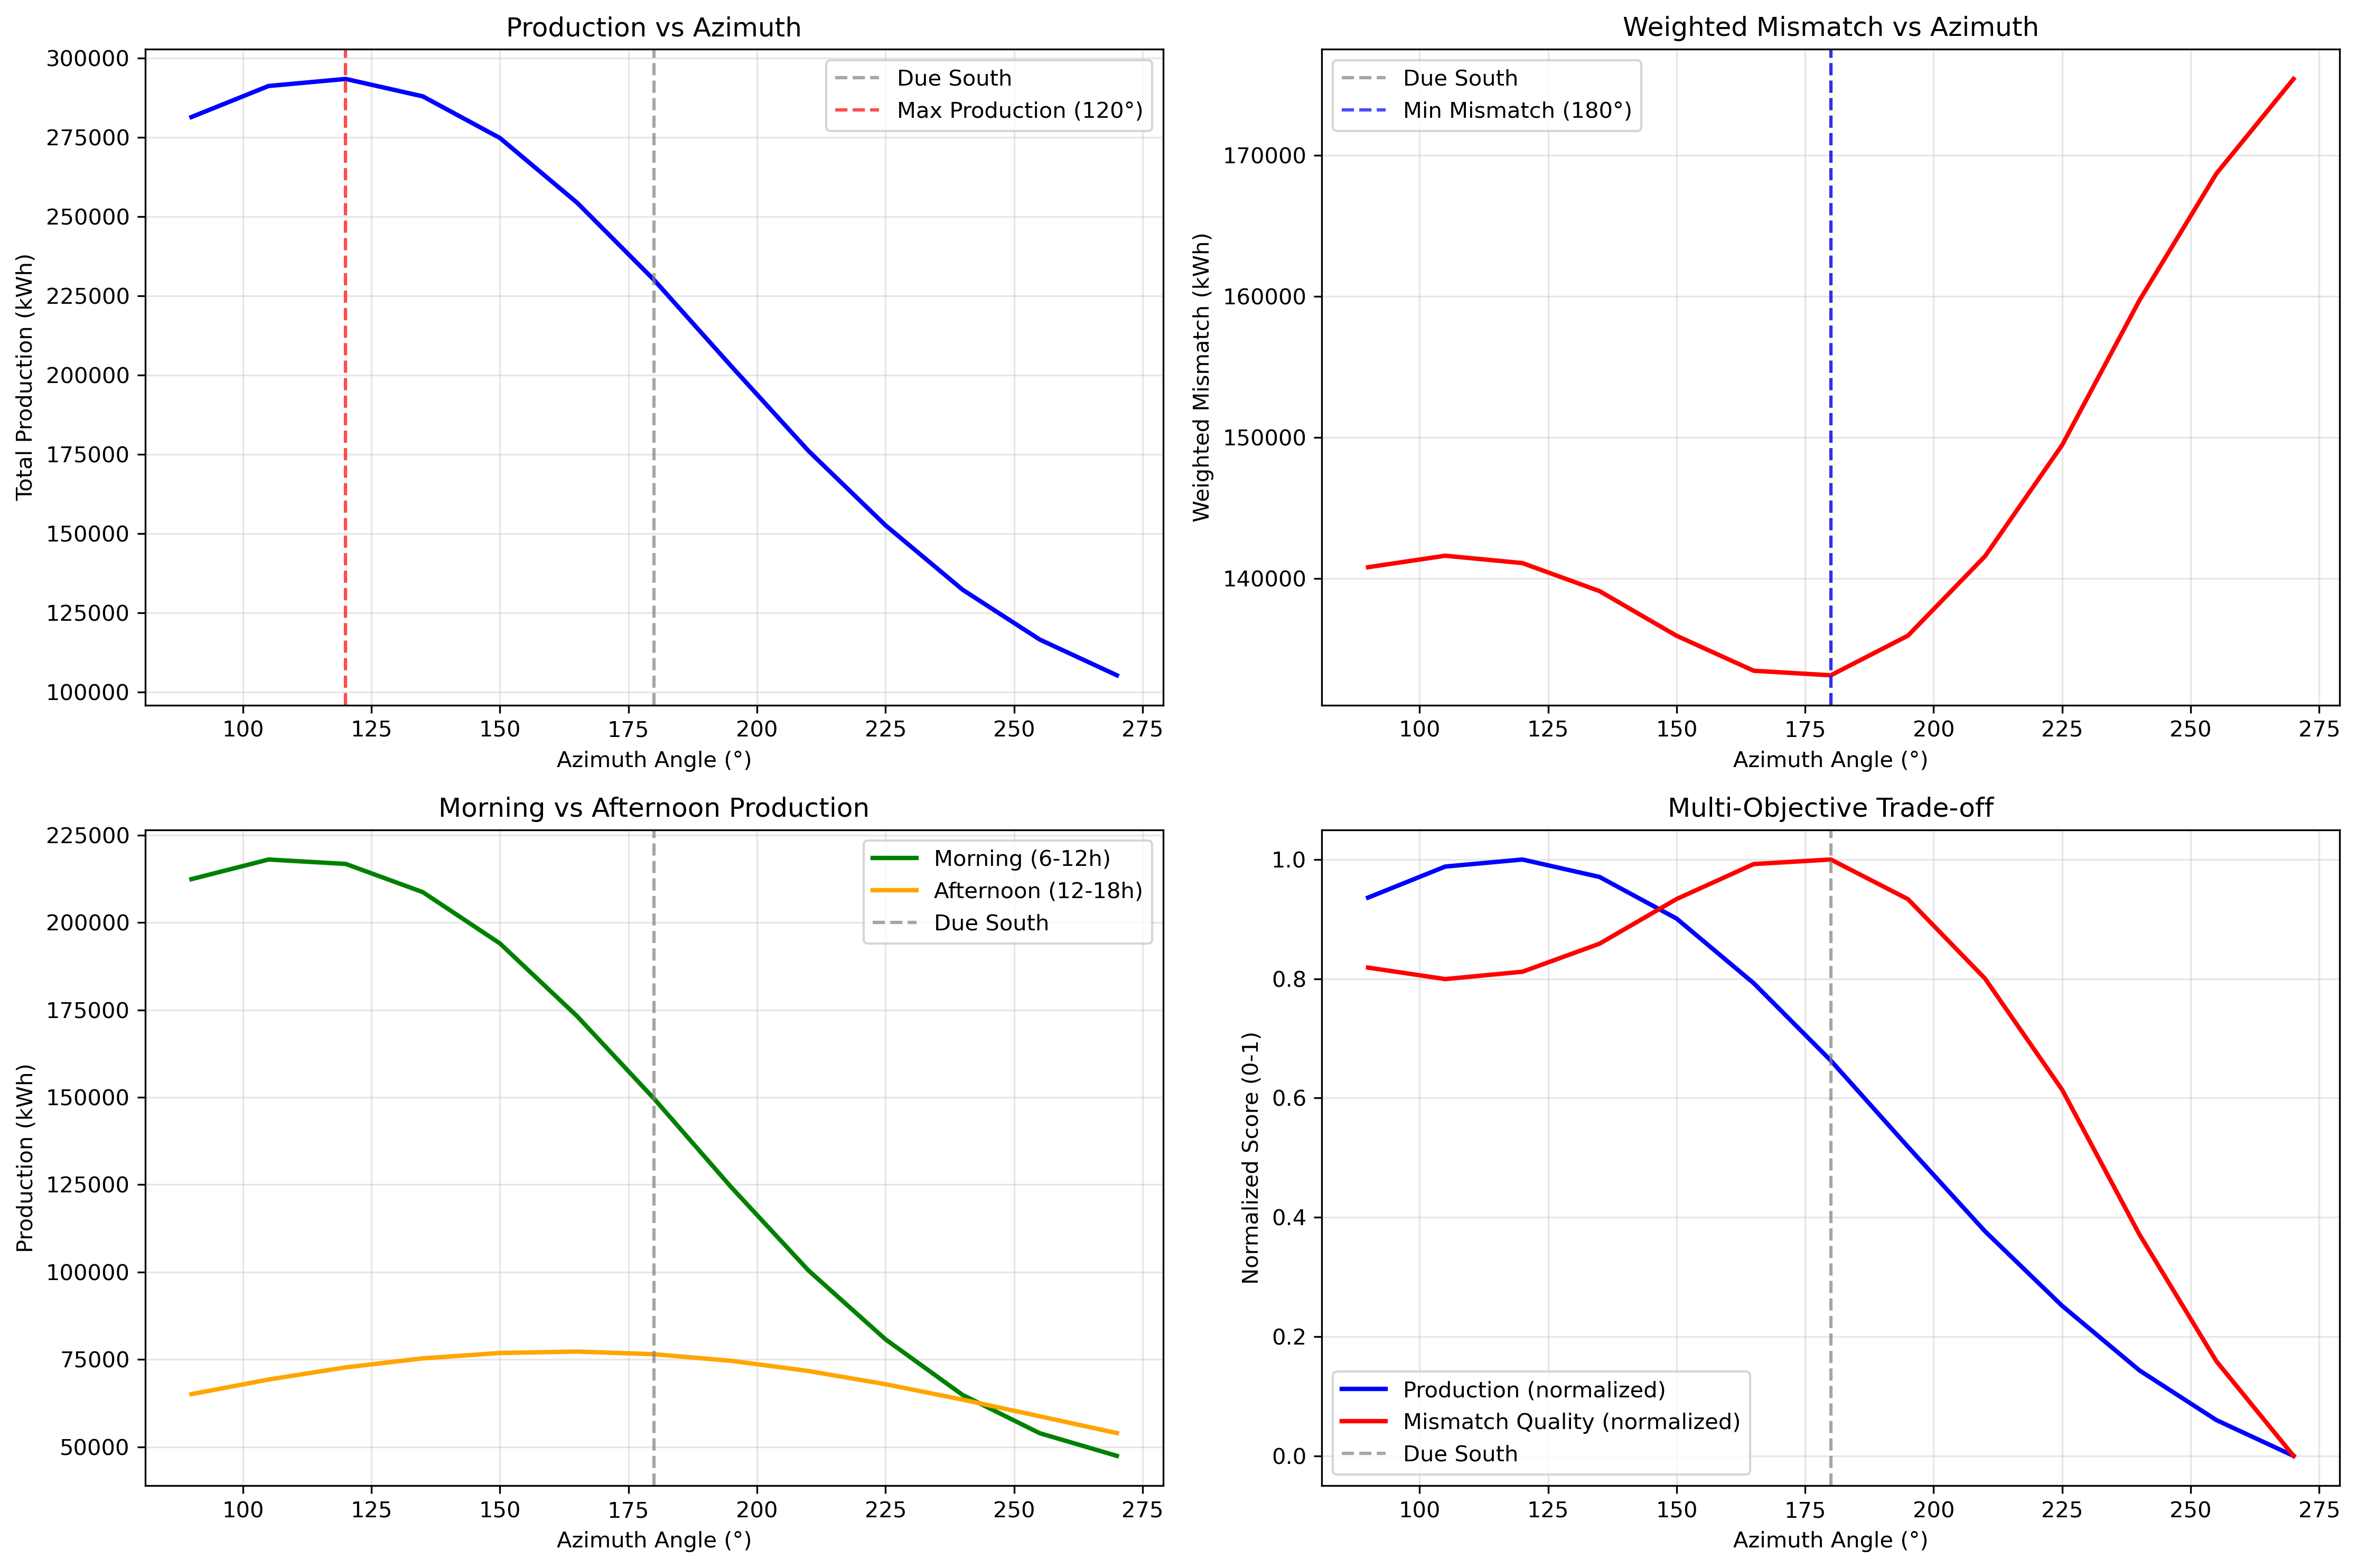 Production vs Azimuth
Total Production (kWh)
300000
275000
250000
225000
200000
175000
150000
125000
100000
Due South
Max Production (120°)
100 125 150 175 200 225 250 275
Azimuth Angle (°)
Weighted Mismatch vs Azimuth
Weighted Mismatch (kWh)
170000
160000
150000
140000
Due South
Min Mismatch (180°)
100 125 150 175 200 225 250 275
Azimuth Angle (°)
Morning vs Afternoon Production
Production (kWh)
225000
200000
175000
150000
125000
100000
75000
50000
Morning (6-12h)
Afternoon (12-18h)
Due South
100 125 150 175 200 225 250 275
Azimuth Angle (°)
Multi-Objective Trade-off
Normalized Score (0-1)
1.0
0.8
0.6
0.4
0.2
0.0
Production (normalized)
Mismatch Quality (normalized)
Due South
100 125 150 175 200 225 250 275
Azimuth Angle (°)